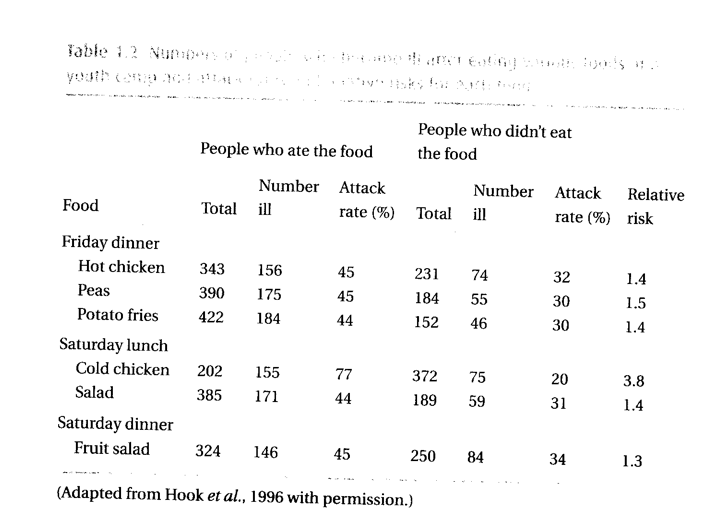 Table 1.2 Numbers of people who became ill after eating various foods at a
youth camp and attack rates and relative risks for each food
People who ate the food
People who didn't eat
the food
Food Total Number ill Attack rate (%) Total Number ill Attack rate (%) Relative risk
Friday dinner
Hot chicken 343 156 45 231 74 32 1.4
Peas 390 175 45 184 55 30 1.5
Potato fries 422 184 44 152 46 30 1.4
Saturday lunch
Cold chicken 202 155 77 372 75 20 3.8
Salad 385 171 44 189 59 31 1.4
Saturday dinner
Fruit salad 324 146 45 250 84 34 1.3
(Adapted from Hook et al., 1996 with permission.)